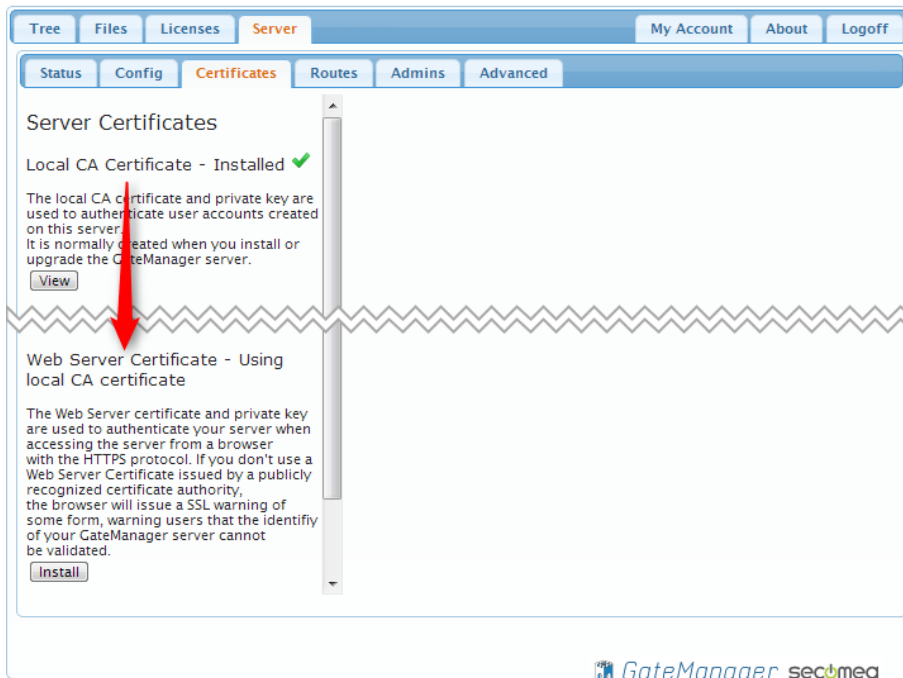 Tree Files Licenses Server My Account About Logoff
Status Config Certificates Routes Admins Advanced
Server Certificates
Local CA Certificate - Installed
The local CA certificate and private key are
used to authenticate user accounts created
on this server.
It is normally created when you install or
upgrade the GateManager server.
View
Web Server Certificate - Using
local CA certificate
The Web Server certificate and private key
are used to authenticate your server when
accessing the server from a browser
with the HTTPS protocol. If you don't use a
Web Server Certificate issued by a publicly
recognized certificate authority,
the browser will issue a SSL warning of
some form, warning users that the identifiy
of your GateManager server cannot
be validated.
Install
GateManager secomea